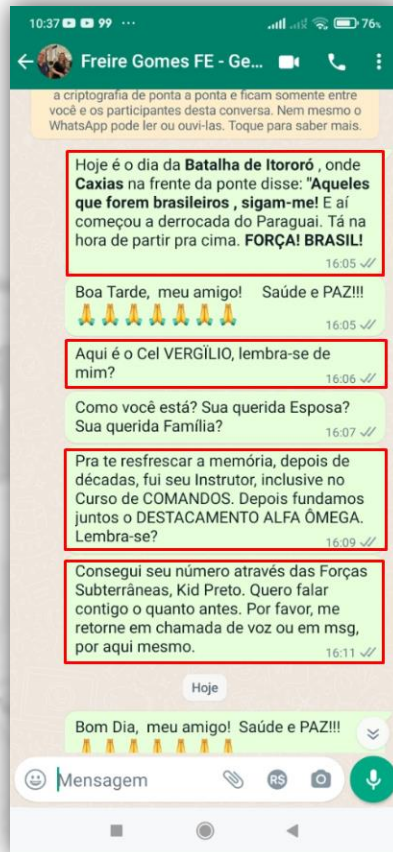 10:37 99 ... 76%
Freire Gomes FE - Ge...
a criptografia de ponta a ponta e ficam somente entre
você e os participantes desta conversa. Nem mesmo o
WhatsApp pode ler ou ouvi-las. Toque para saber mais.
Hoje é o dia da Batalha de Itororó , onde
Caxias na frente da ponte disse: "Aqueles
que forem brasileiros , sigam-me! E aí
começou a derrocada do Paraguai. Tá na
hora de partir pra cima. FORÇA! BRASIL!
16:05
Boa Tarde, meu amigo! Saúde e PAZ!!!
🙏🙏🙏🙏🙏🙏🙏 16:05
Aqui é o Cel VERGÏLIO, lembra-se de
mim? 16:06
Como você está? Sua querida Esposa?
Sua querida Família? 16:07
Pra te resfrescar a memória, depois de
décadas, fui seu Instrutor, inclusive no
Curso de COMANDOS. Depois fundamos
juntos o DESTACAMENTO ALFA ÔMEGA.
Lembra-se? 16:09
Consegui seu número através das Forças
Subterrâneas, Kid Preto. Quero falar
contigo o quanto antes. Por favor, me
retorne em chamada de voz ou em msg,
por aqui mesmo. 16:11
Hoje
Bom Dia, meu amigo! Saúde e PAZ!!!
🙏🙏🙏🙏🙏🙏🙏
Mensagem RS